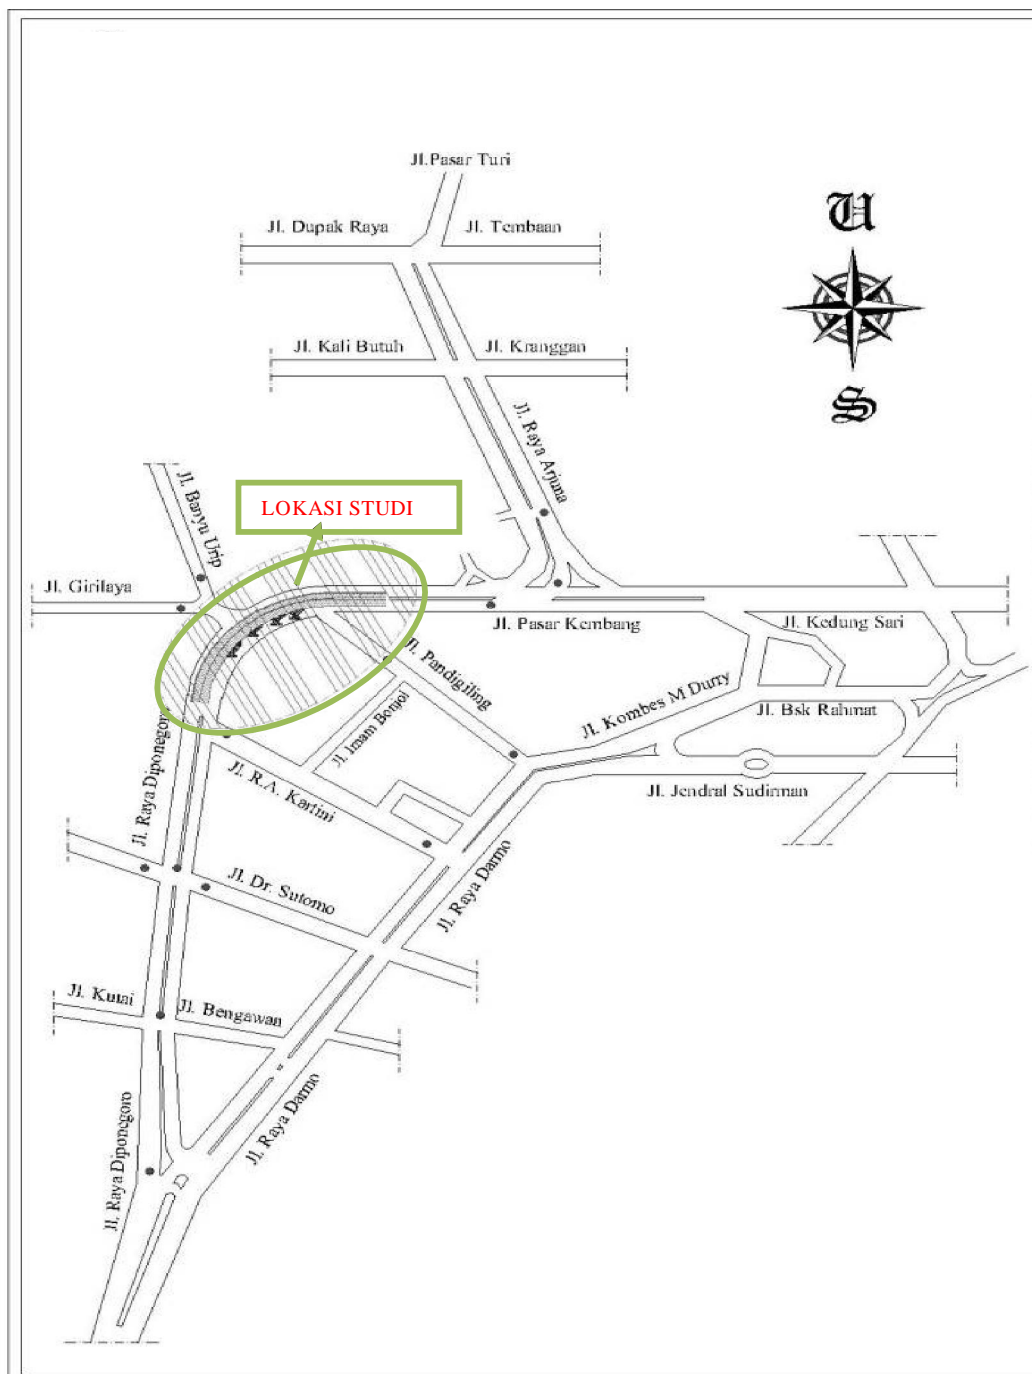 Jl.Pasar Turi
U
Jl. Dupak Raya
Jl. Tembaan
Jl. Kali Butuh
Jl. Kranggan
S
Jl. Raya Arjuna
Jl. Banyu Urip
LOKASI STUDI
Jl. Girilaya
Jl. Pasar Kembang
Jl. Kedung Sari
Jl. Pandigiling
Jl. Kombes M Durry
Jl. Bsk Rahmat
Jl. Imam Bonjol
Jl. Raya Diponegoro
Jl. R.A. Kartini
Jl. Jendral Sudirman
Jl. Dr. Sutomo
Jl. Raya Darmo
Jl. Kutai
Jl. Bengawan
Jl. Raya Diponegoro
Jl. Raya Darmo